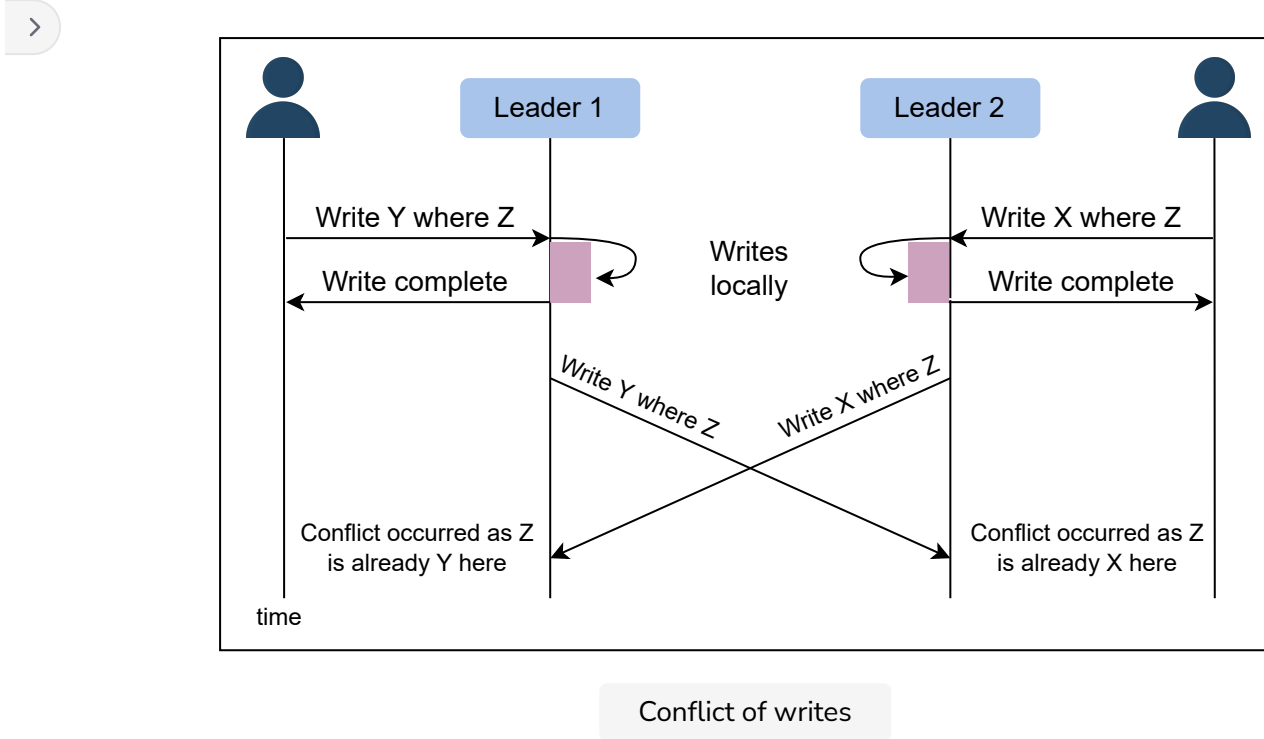 Leader 1
Leader 2
Write Y where Z
Write X where Z
Writes
locally
Write complete
Write complete
Write Y where Z
Write X where Z
Conflict occurred as Z
is already Y here
Conflict occurred as Z
is already X here
time
Conflict of writes